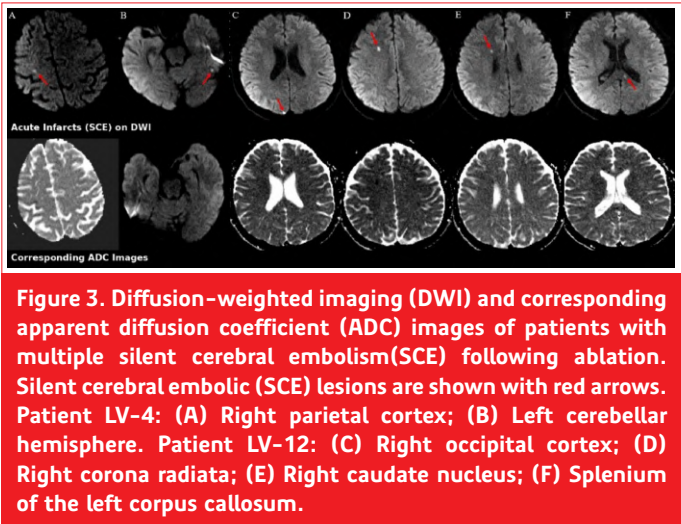 A B C D E F
Acute Infarcts (SCE) on DWI
Corresponding ADC Images
Figure 3. Diffusion-weighted imaging (DWI) and corresponding
apparent diffusion coefficient (ADC) images of patients with
multiple silent cerebral embolism(SCE) following ablation.
Silent cerebral embolic (SCE) lesions are shown with red arrows.
Patient LV-4: (A) Right parietal cortex; (B) Left cerebellar
hemisphere. Patient LV-12: (C) Right occipital cortex; (D)
Right corona radiata; (E) Right caudate nucleus; (F) Splenium
of the left corpus callosum.